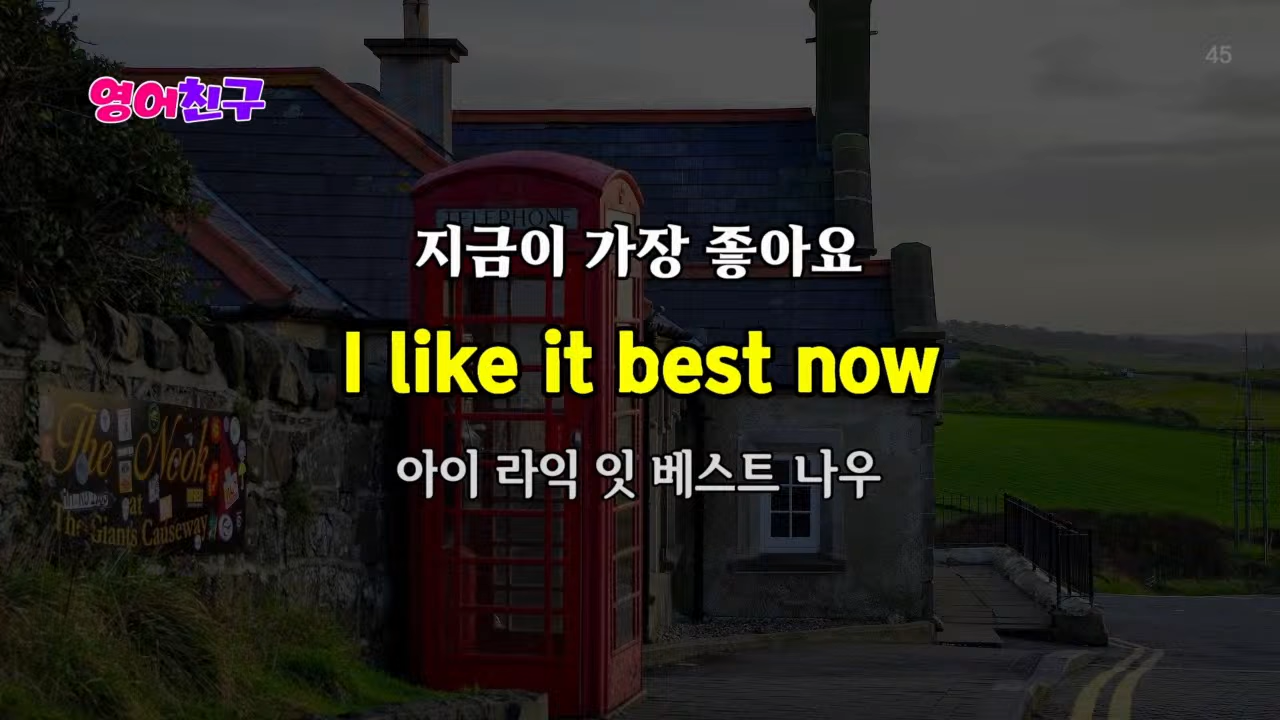 45
영어친구
TELEPHONE
지금이 가장 좋아요
I like it best now
아이 라익 잇 베스트 나우
The Nook
at
The Giants Causeway